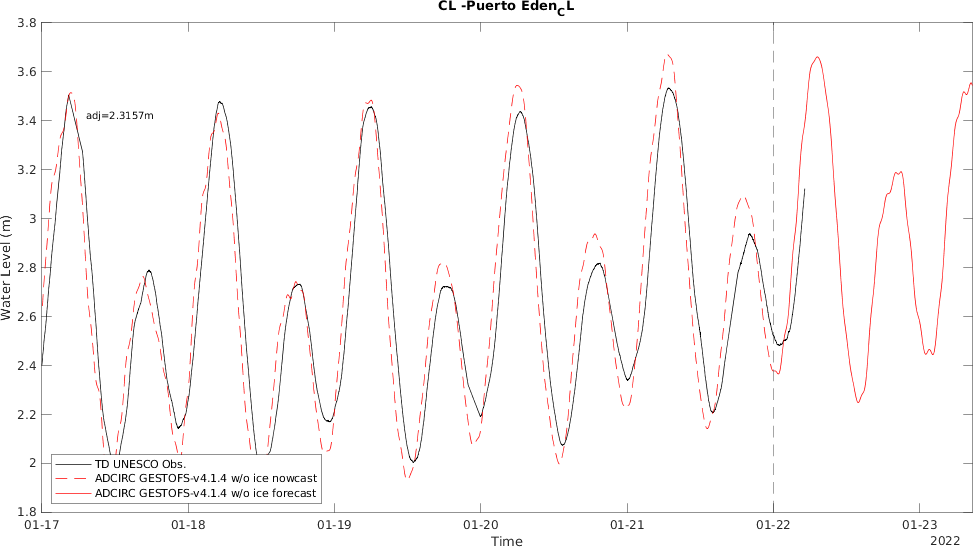 CL -Puerto Eden_CL
3.8
3.6
3.4
3.2
3
2.8
2.6
2.4
2.2
2
1.8
Water Level (m)
adj=2.3157m
TD UNESCO Obs.
ADCIRC GESTOFS-v4.1.4 w/o ice nowcast
ADCIRC GESTOFS-v4.1.4 w/o ice forecast
01-17 01-18 01-19 01-20 01-21 01-22 01-23
Time
2022